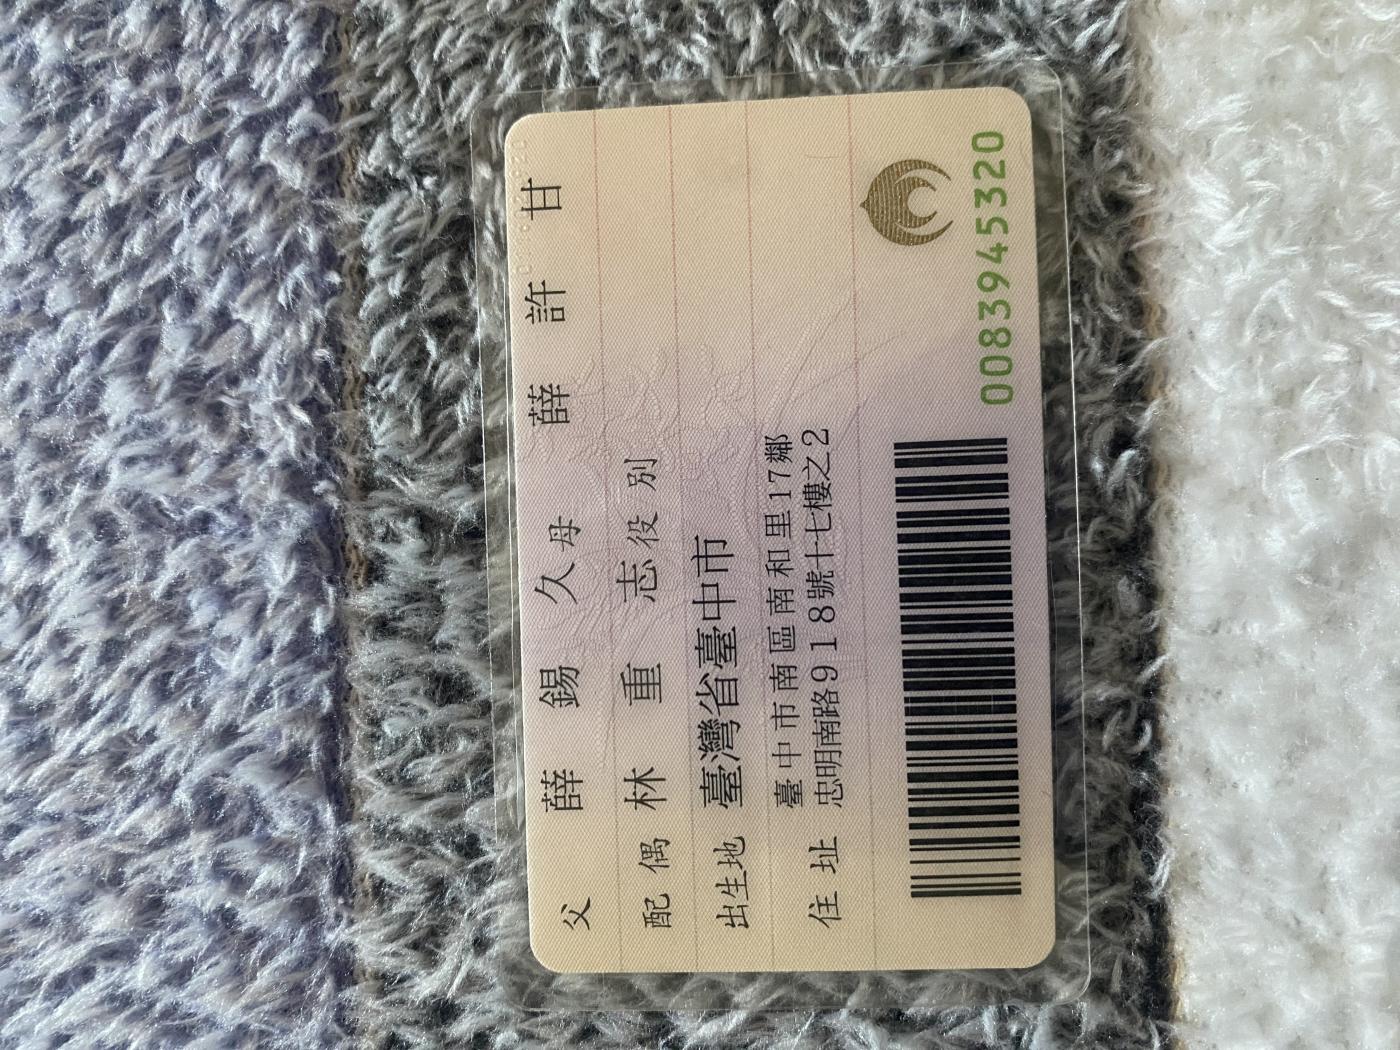 父 薛錫久 母 薛許甘
配偶 林重志 役別
出生地 臺灣省臺中市
住址 臺中市南區南和里17鄰
忠明南路918號十七樓之2
0083945320